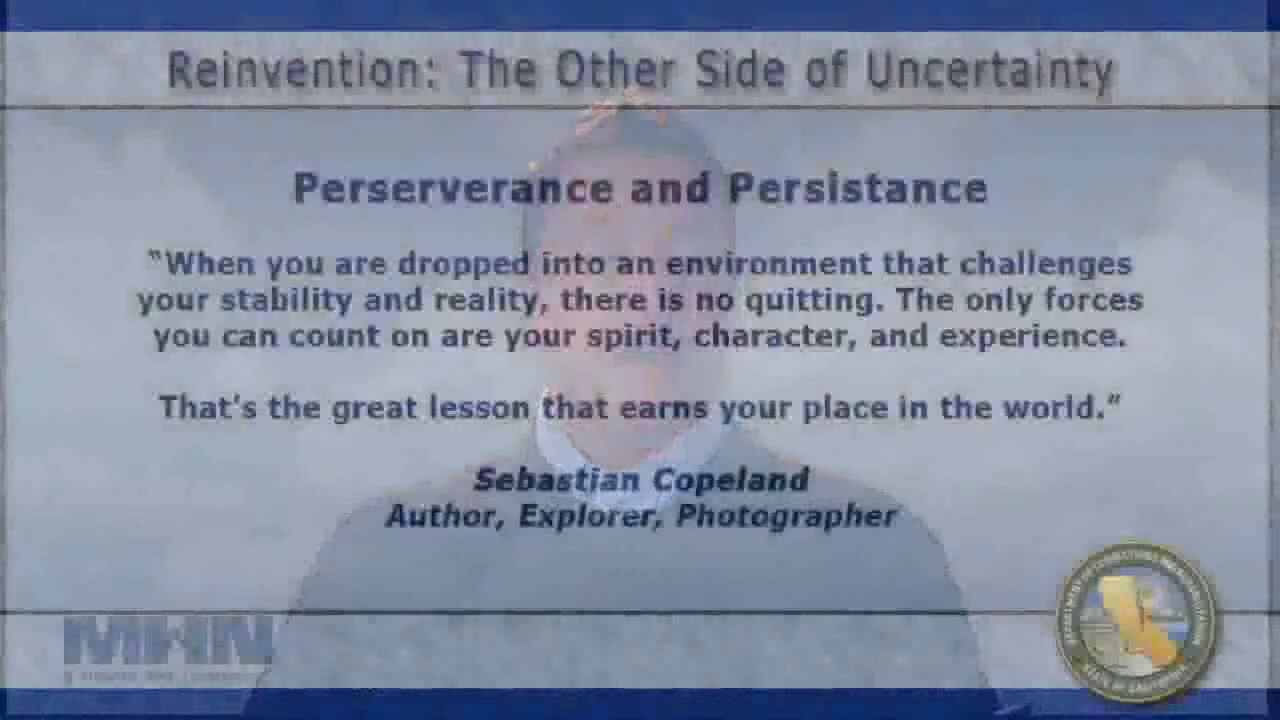 Reinvention: The Other Side of Uncertainty
Perserverance and Persistance
“When you are dropped into an environment that challenges
your stability and reality, there is no quitting. The only forces
you can count on are your spirit, character, and experience.
That’s the great lesson that earns your place in the world.”
Sebastian Copeland
Author, Explorer, Photographer
MHN